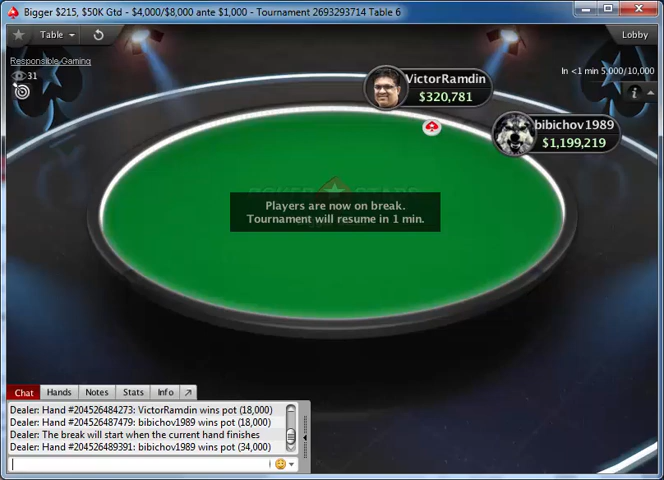 Bigger $215, $50K Gtd - $4,000/$8,000 ante $1,000 - Tournament 2693293714 Table 6
Table
Lobby
Responsible Gaming
31
In <1 min 5,000/10,000
VictorRamdin
$320,781
bibichov1989
$1,199,219
Players are now on break.
Tournament will resume in 1 min.
Chat Hands Notes Stats Info
Dealer: Hand #204526484273: VictorRamdin wins pot (18,000)
Dealer: Hand #204526487479: bibichov1989 wins pot (18,000)
Dealer: The break will start when the current hand finishes
Dealer: Hand #204526489391: bibichov1989 wins pot (34,000)